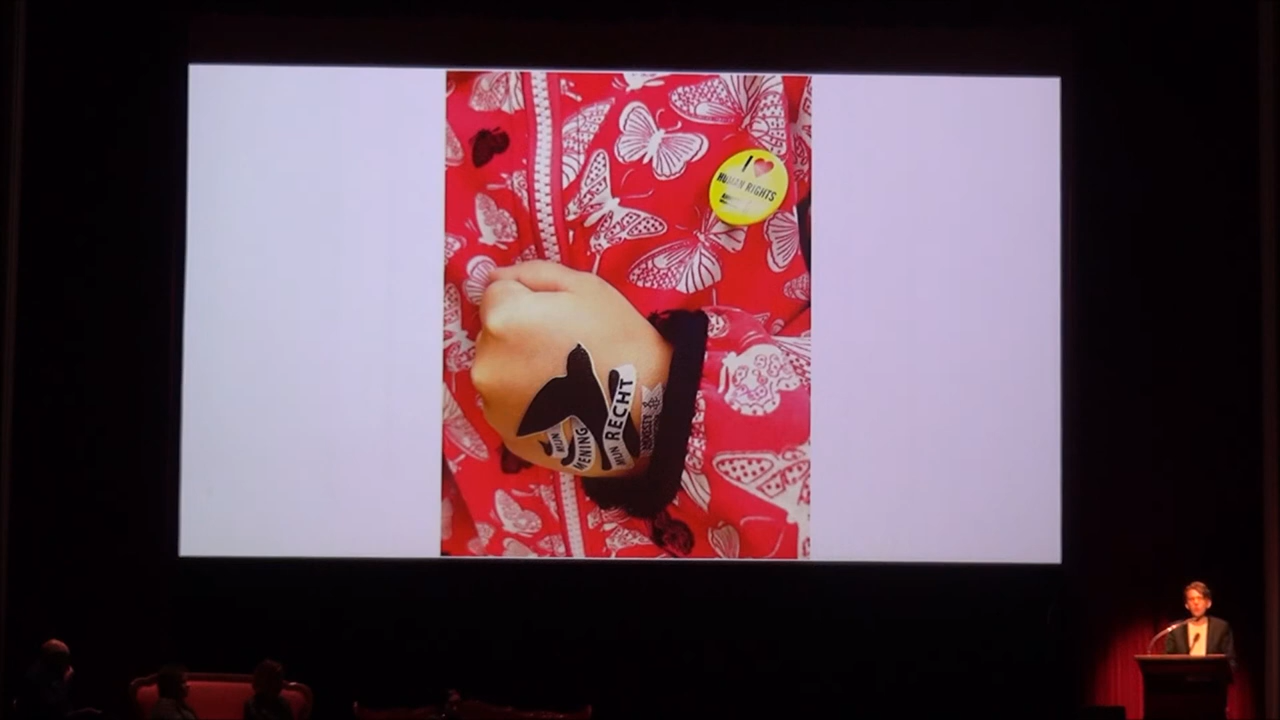 I ❤
HUMAN RIGHTS
MIJN
MENING
MIJN RECHT